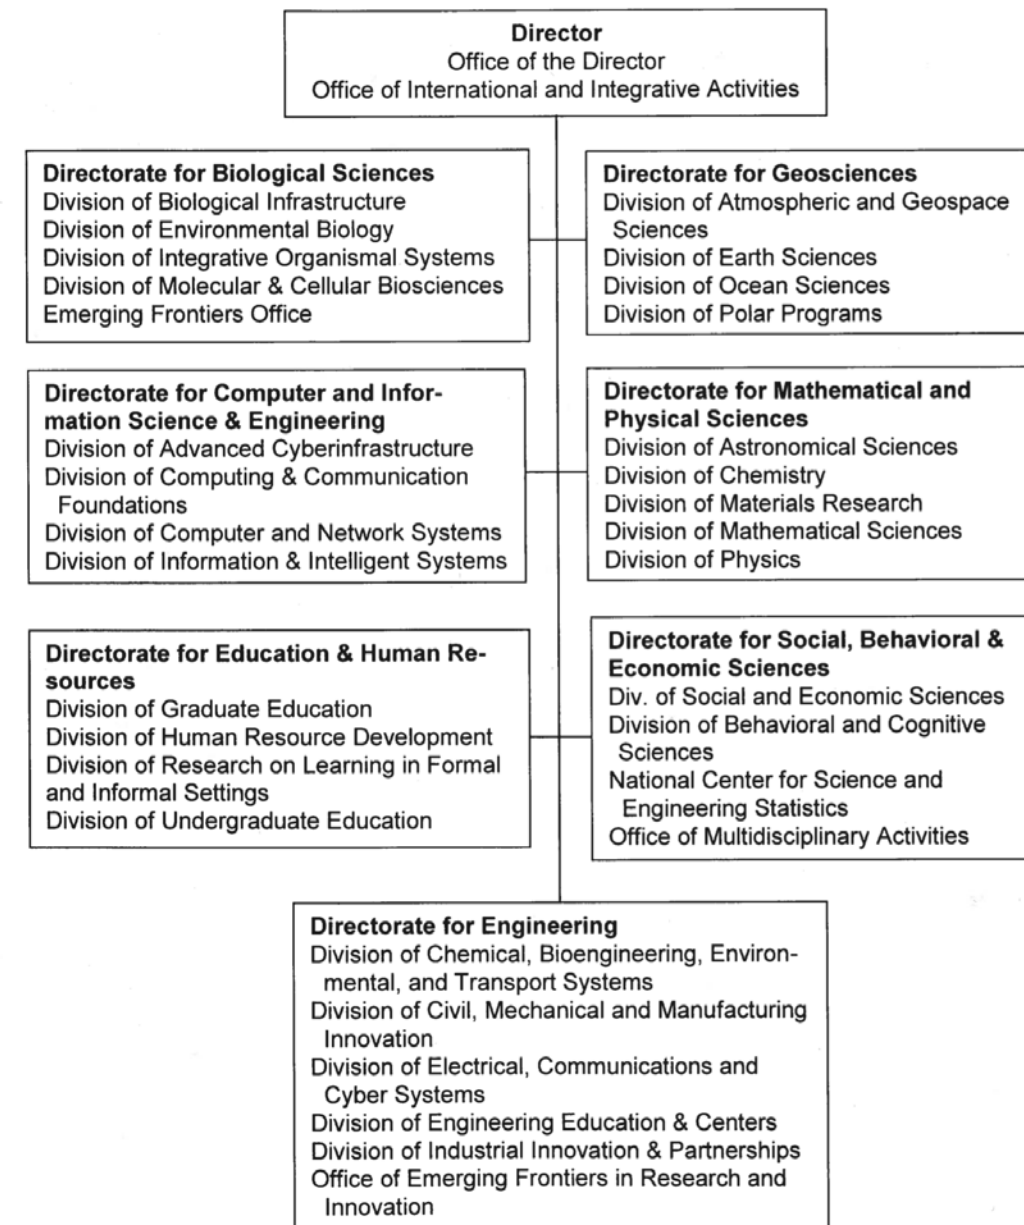 Director
Office of the Director
Office of International and Integrative Activities
Directorate for Biological Sciences
Division of Biological Infrastructure
Division of Environmental Biology
Division of Integrative Organismal Systems
Division of Molecular & Cellular Biosciences
Emerging Frontiers Office
Directorate for Geosciences
Division of Atmospheric and Geospace
Sciences
Division of Earth Sciences
Division of Ocean Sciences
Division of Polar Programs
Directorate for Computer and Infor-
mation Science & Engineering
Division of Advanced Cyberinfrastructure
Division of Computing & Communication
Foundations
Division of Computer and Network Systems
Division of Information & Intelligent Systems
Directorate for Mathematical and
Physical Sciences
Division of Astronomical Sciences
Division of Chemistry
Division of Materials Research
Division of Mathematical Sciences
Division of Physics
Directorate for Education & Human Re-
sources
Division of Graduate Education
Division of Human Resource Development
Division of Research on Learning in Formal
and Informal Settings
Division of Undergraduate Education
Directorate for Social, Behavioral &
Economic Sciences
Div. of Social and Economic Sciences
Division of Behavioral and Cognitive
Sciences
National Center for Science and
Engineering Statistics
Office of Multidisciplinary Activities
Directorate for Engineering
Division of Chemical, Bioengineering, Environ-
mental, and Transport Systems
Division of Civil, Mechanical and Manufacturing
Innovation
Division of Electrical, Communications and
Cyber Systems
Division of Engineering Education & Centers
Division of Industrial Innovation & Partnerships
Office of Emerging Frontiers in Research and
Innovation